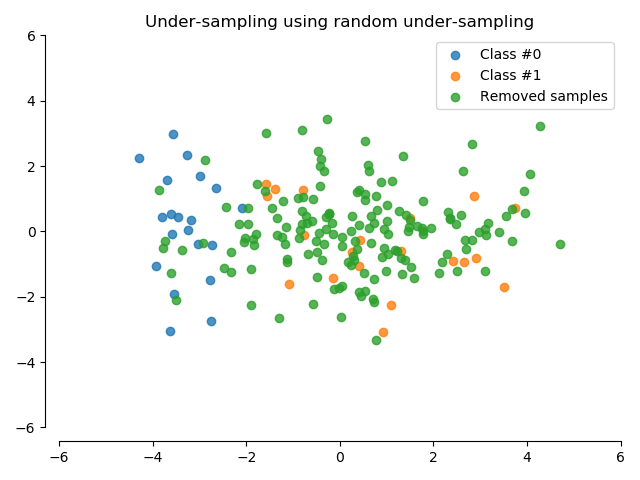 Under-sampling using random under-sampling
Class #0
Class #1
Removed samples
6
4
2
0
−2
−4
−6
−6 −4 −2 0 2 4 6